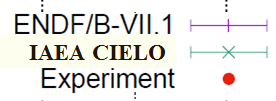 ENDF/B-VII.1
IAEA CIELO
Experiment